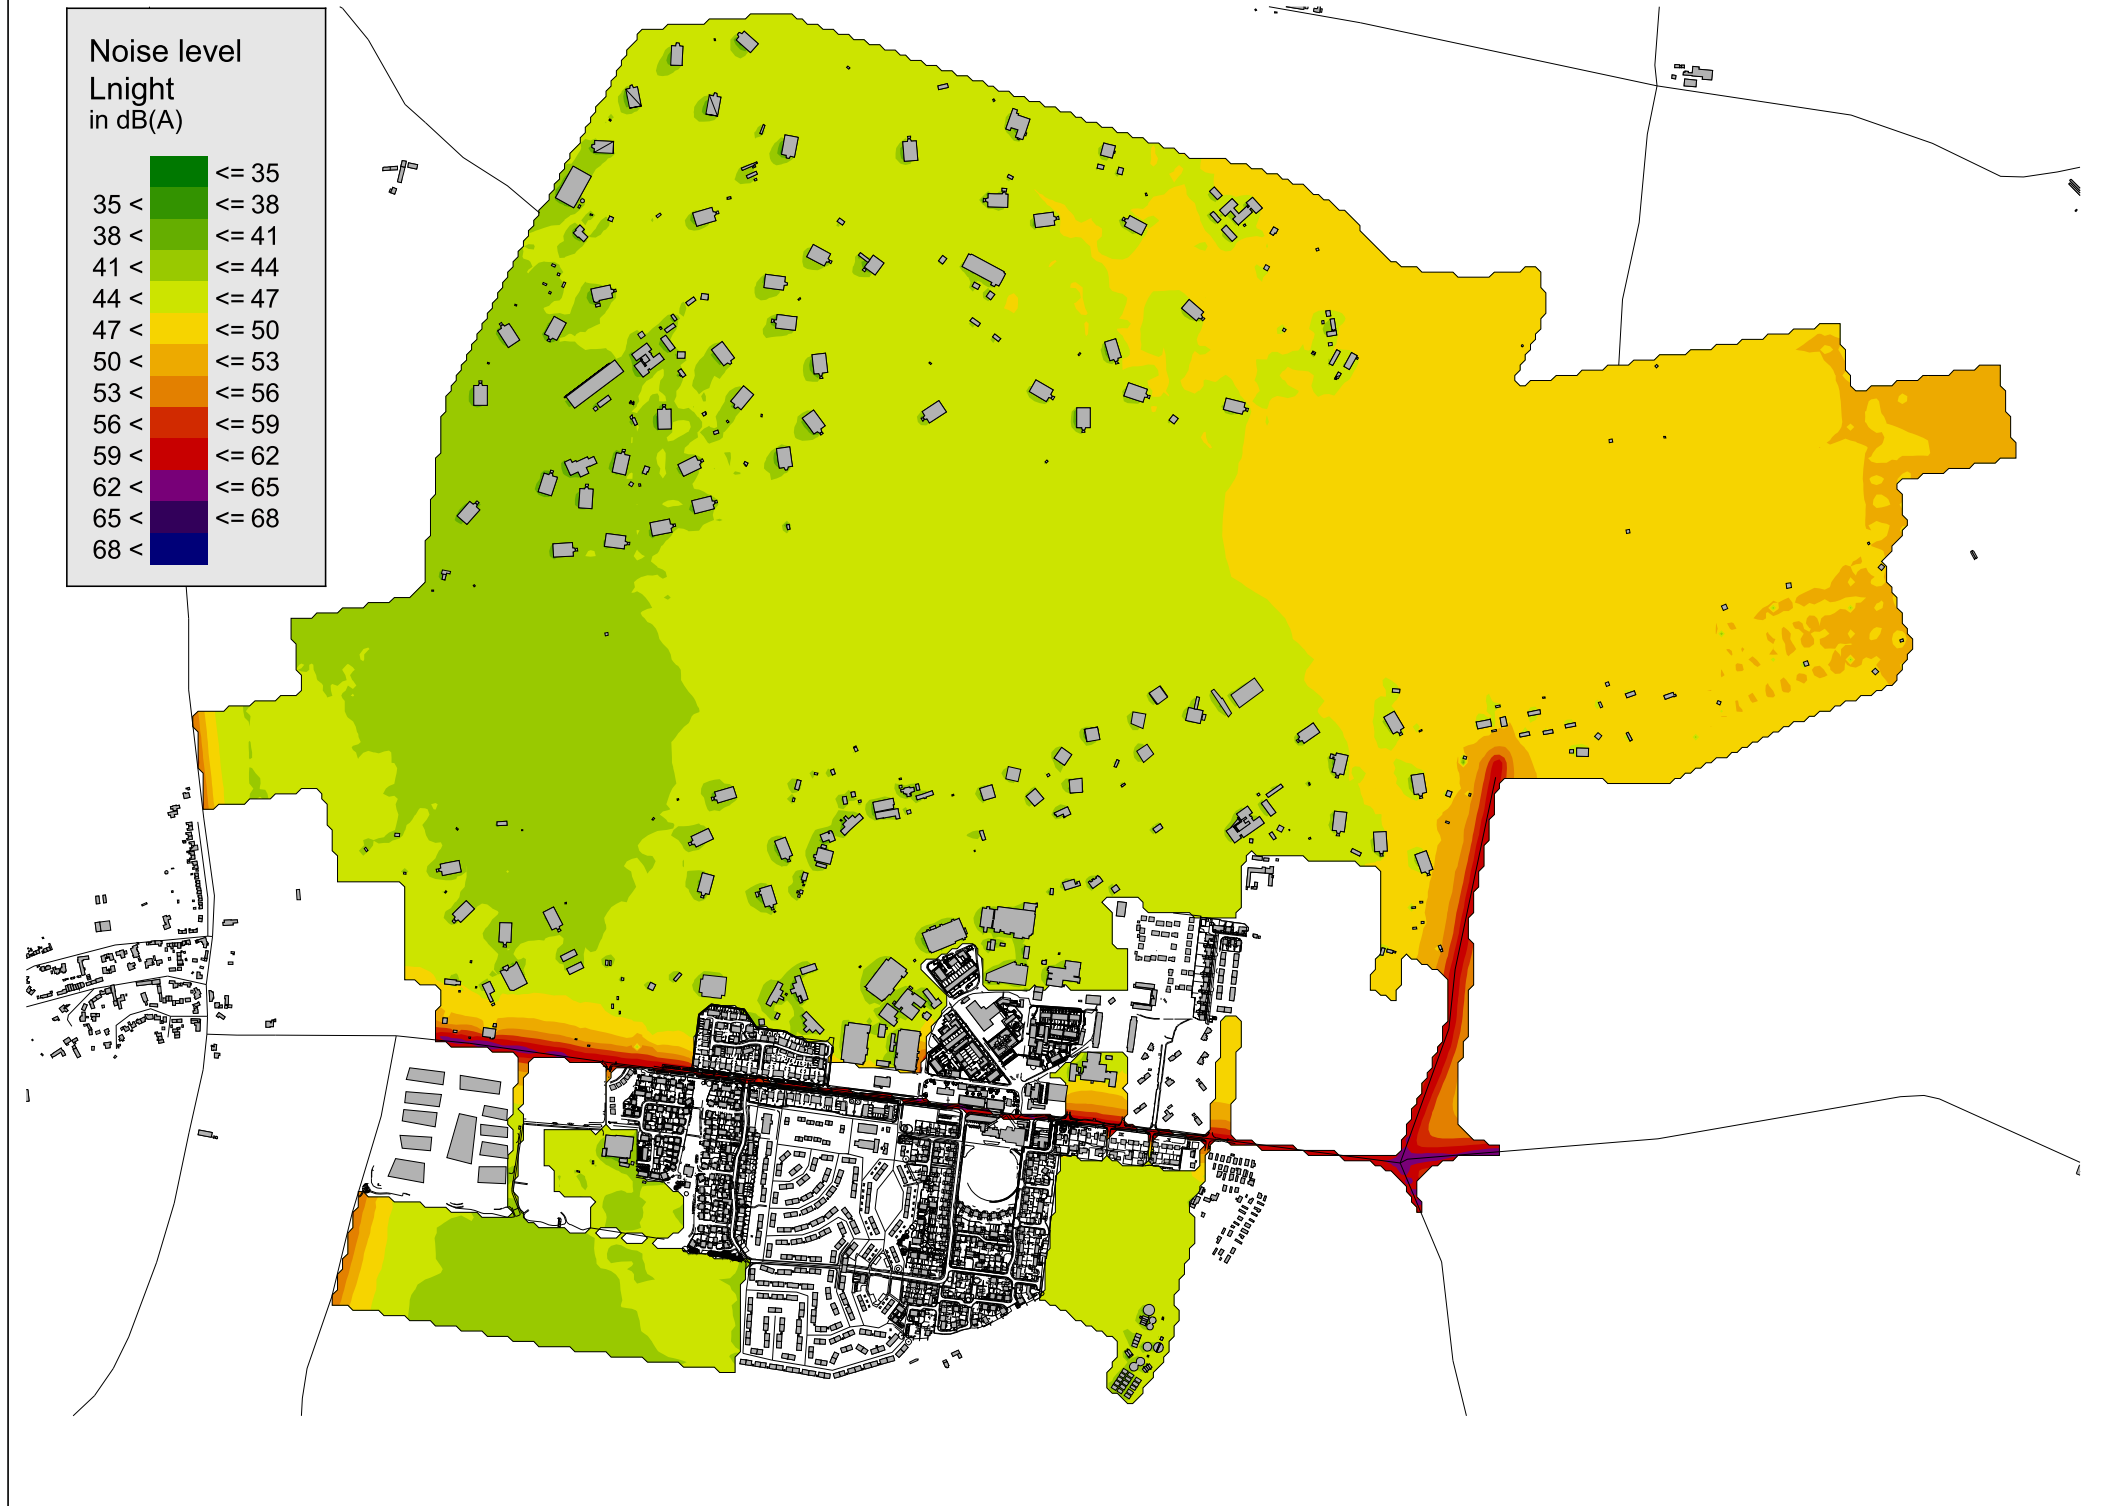 Noise level
Lnight
in dB(A)
<= 35
35 < <= 38
38 < <= 41
41 < <= 44
44 < <= 47
47 < <= 50
50 < <= 53
53 < <= 56
56 < <= 59
59 < <= 62
62 < <= 65
65 < <= 68
68 <